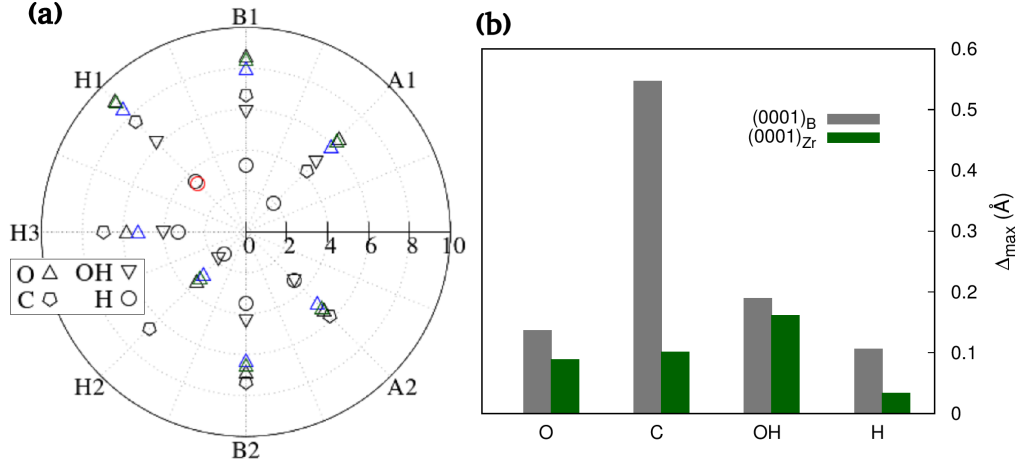 (a)
B1
H1
A1
H3
0 2 4 6 8 10
O OH
C H
H2
A2
B2
(b)
0.6
0.5
0.4
0.3
0.2
0.1
0
Δmax (Å)
(0001)B
(0001)Zr
O C OH H